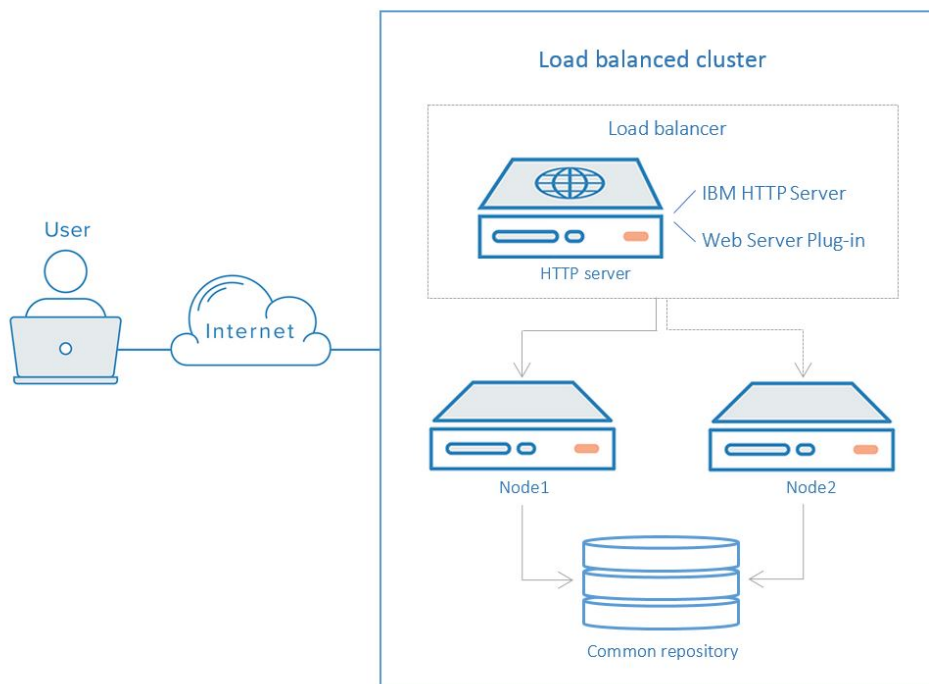 Load balanced cluster
Load balancer
IBM HTTP Server
Web Server Plug-in
HTTP server
User
Internet
Node1
Node2
Common repository